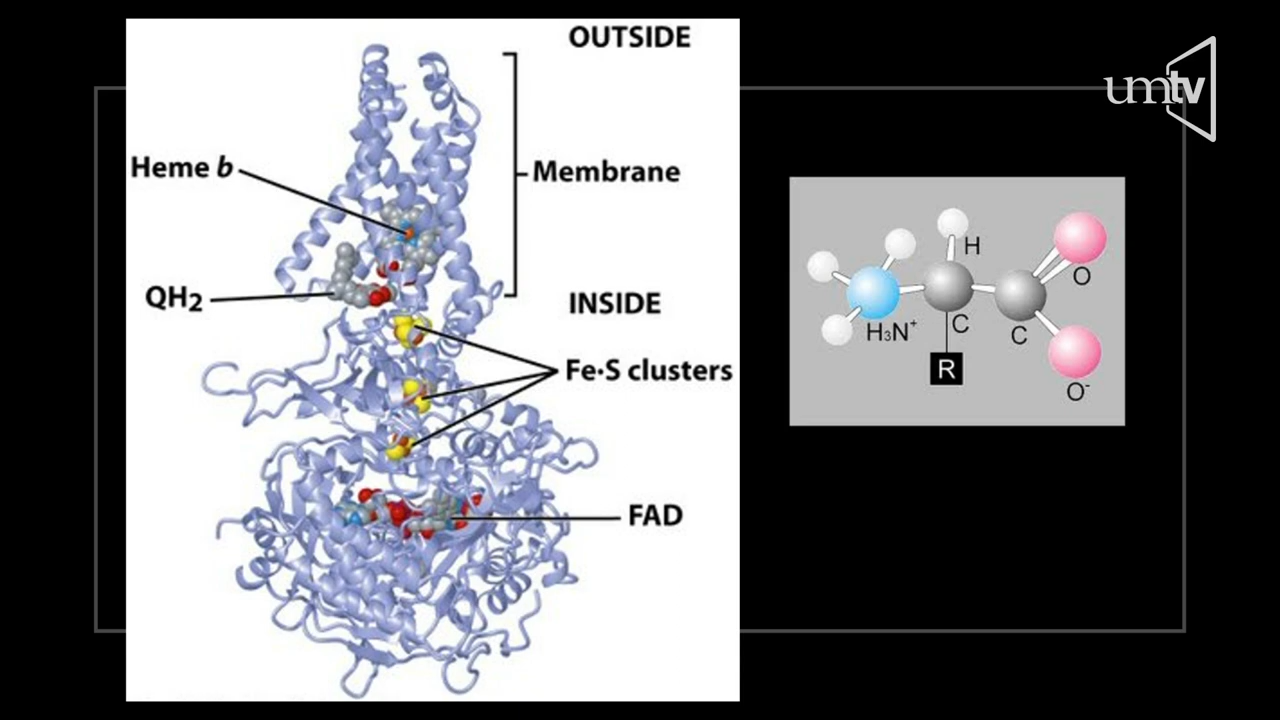 OUTSIDE
Heme b
Membrane
QH2
INSIDE
Fe·S clusters
FAD
umtv
H
O
H₃N⁺
C
C
R
O⁻